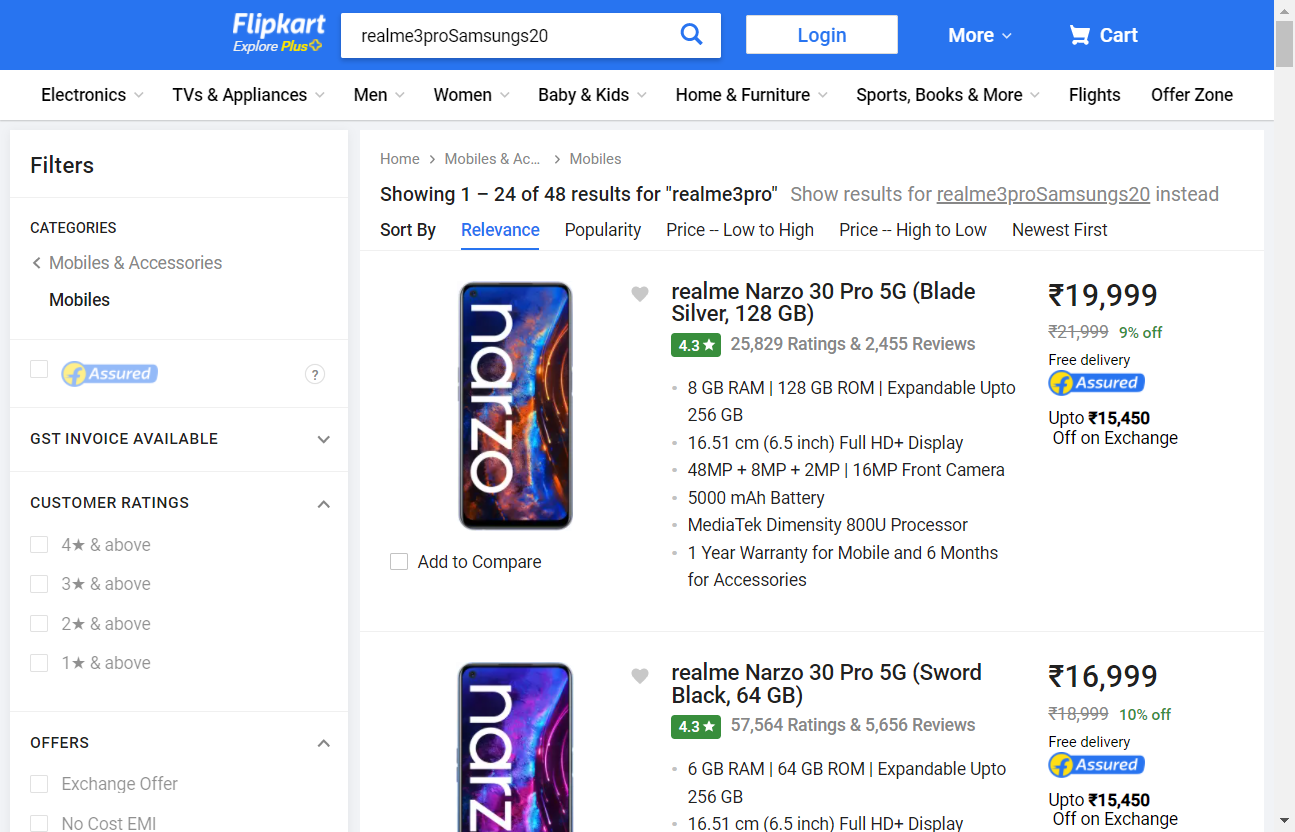 Flipkart
Explore Plus
realme3proSamsungs20
Login
More
Cart
Electronics
TVs & Appliances
Men
Women
Baby & Kids
Home & Furniture
Sports, Books & More
Flights
Offer Zone
Filters
CATEGORIES
Mobiles & Accessories
Mobiles
f Assured
?
GST INVOICE AVAILABLE
CUSTOMER RATINGS
4★ & above
3★ & above
2★ & above
1★ & above
OFFERS
Exchange Offer
No Cost EMI
Home > Mobiles & Ac... > Mobiles
Showing 1 – 24 of 48 results for "realme3pro" Show results for realme3proSamsungs20 instead
Sort By Relevance Popularity Price -- Low to High Price -- High to Low Newest First
narzo
Add to Compare
realme Narzo 30 Pro 5G (Blade
Silver, 128 GB)
4.3★ 25,829 Ratings & 2,455 Reviews
• 8 GB RAM | 128 GB ROM | Expandable Upto
256 GB
• 16.51 cm (6.5 inch) Full HD+ Display
• 48MP + 8MP + 2MP | 16MP Front Camera
• 5000 mAh Battery
• MediaTek Dimensity 800U Processor
• 1 Year Warranty for Mobile and 6 Months
for Accessories
₹19,999
₹21,999 9% off
Free delivery
f Assured
Upto ₹15,450
Off on Exchange
narzo
realme Narzo 30 Pro 5G (Sword
Black, 64 GB)
4.3★ 57,564 Ratings & 5,656 Reviews
• 6 GB RAM | 64 GB ROM | Expandable Upto
256 GB
• 16.51 cm (6.5 inch) Full HD+ Display
₹16,999
₹18,999 10% off
Free delivery
f Assured
Upto ₹15,450
Off on Exchange